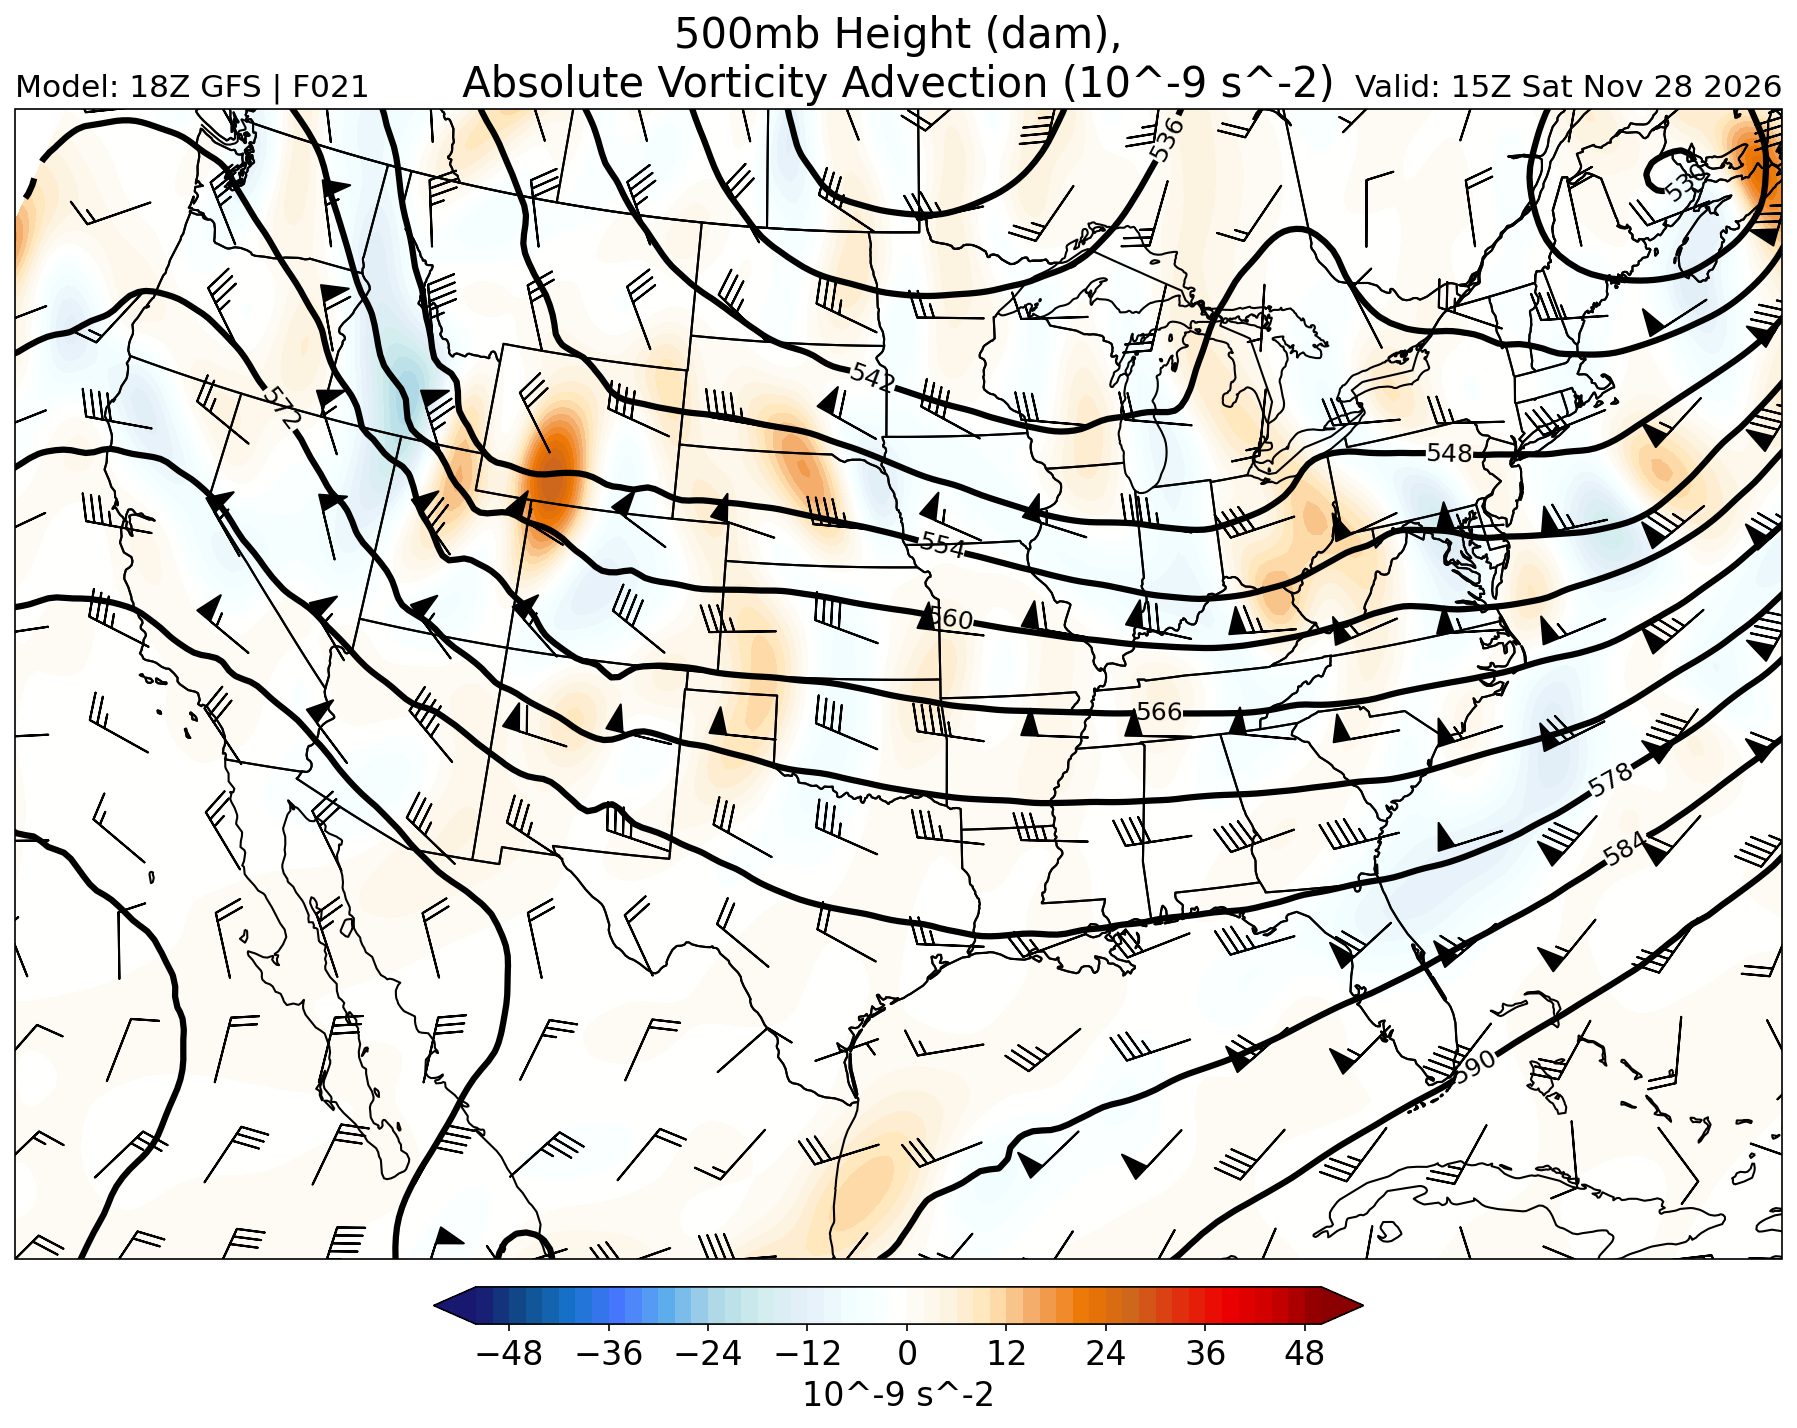 500mb Height (dam),
Model: 18Z GFS | F021
Absolute Vorticity Advection (10^-9 s^-2)
Valid: 15Z Sat Nov 28 2026
536
530
572
542
548
554
560
566
578
584
590
−48 −36 −24 −12 0 12 24 36 48
10^-9 s^-2